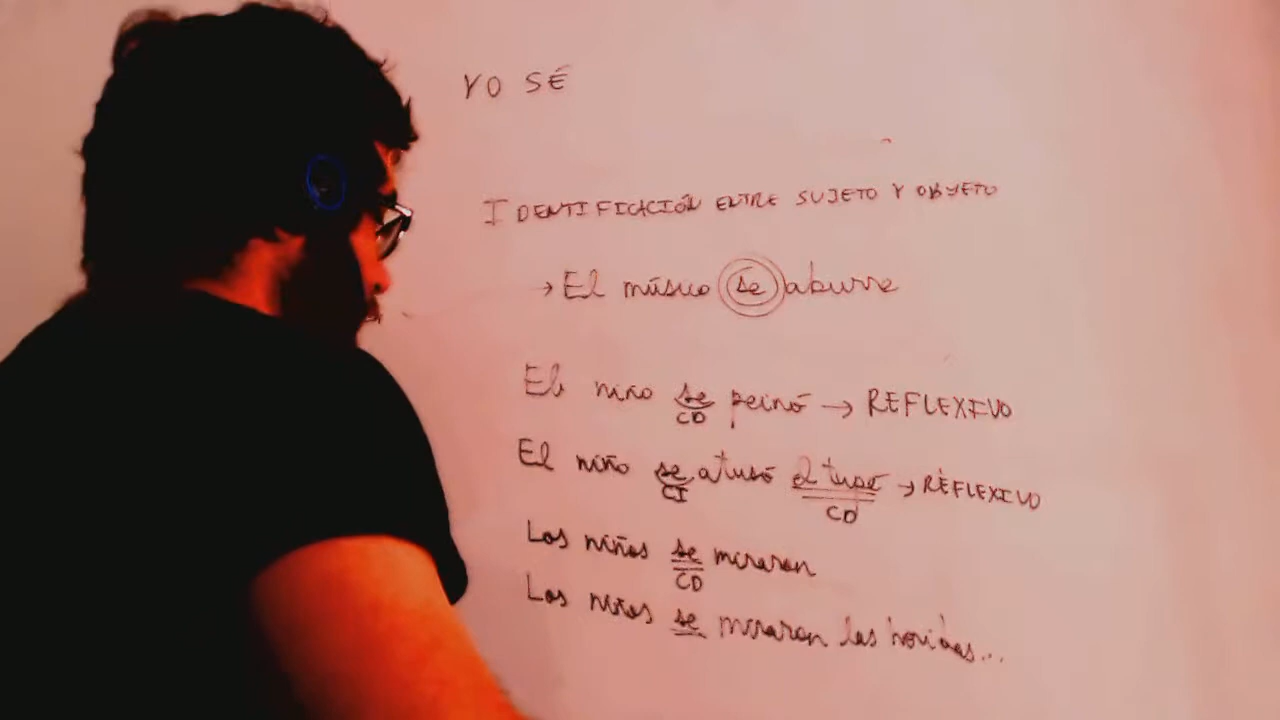 YO SÉ
IDENTIFICACIÓN ENTRE SUJETO Y OBJETO
→ El músico se aburre
El niño se peinó → REFLEXIVO
CD
El niño se atusó el tupé → REFLEXIVO
CI CD
Los niños se miraron
CD
Los niños se miraron las heridas...